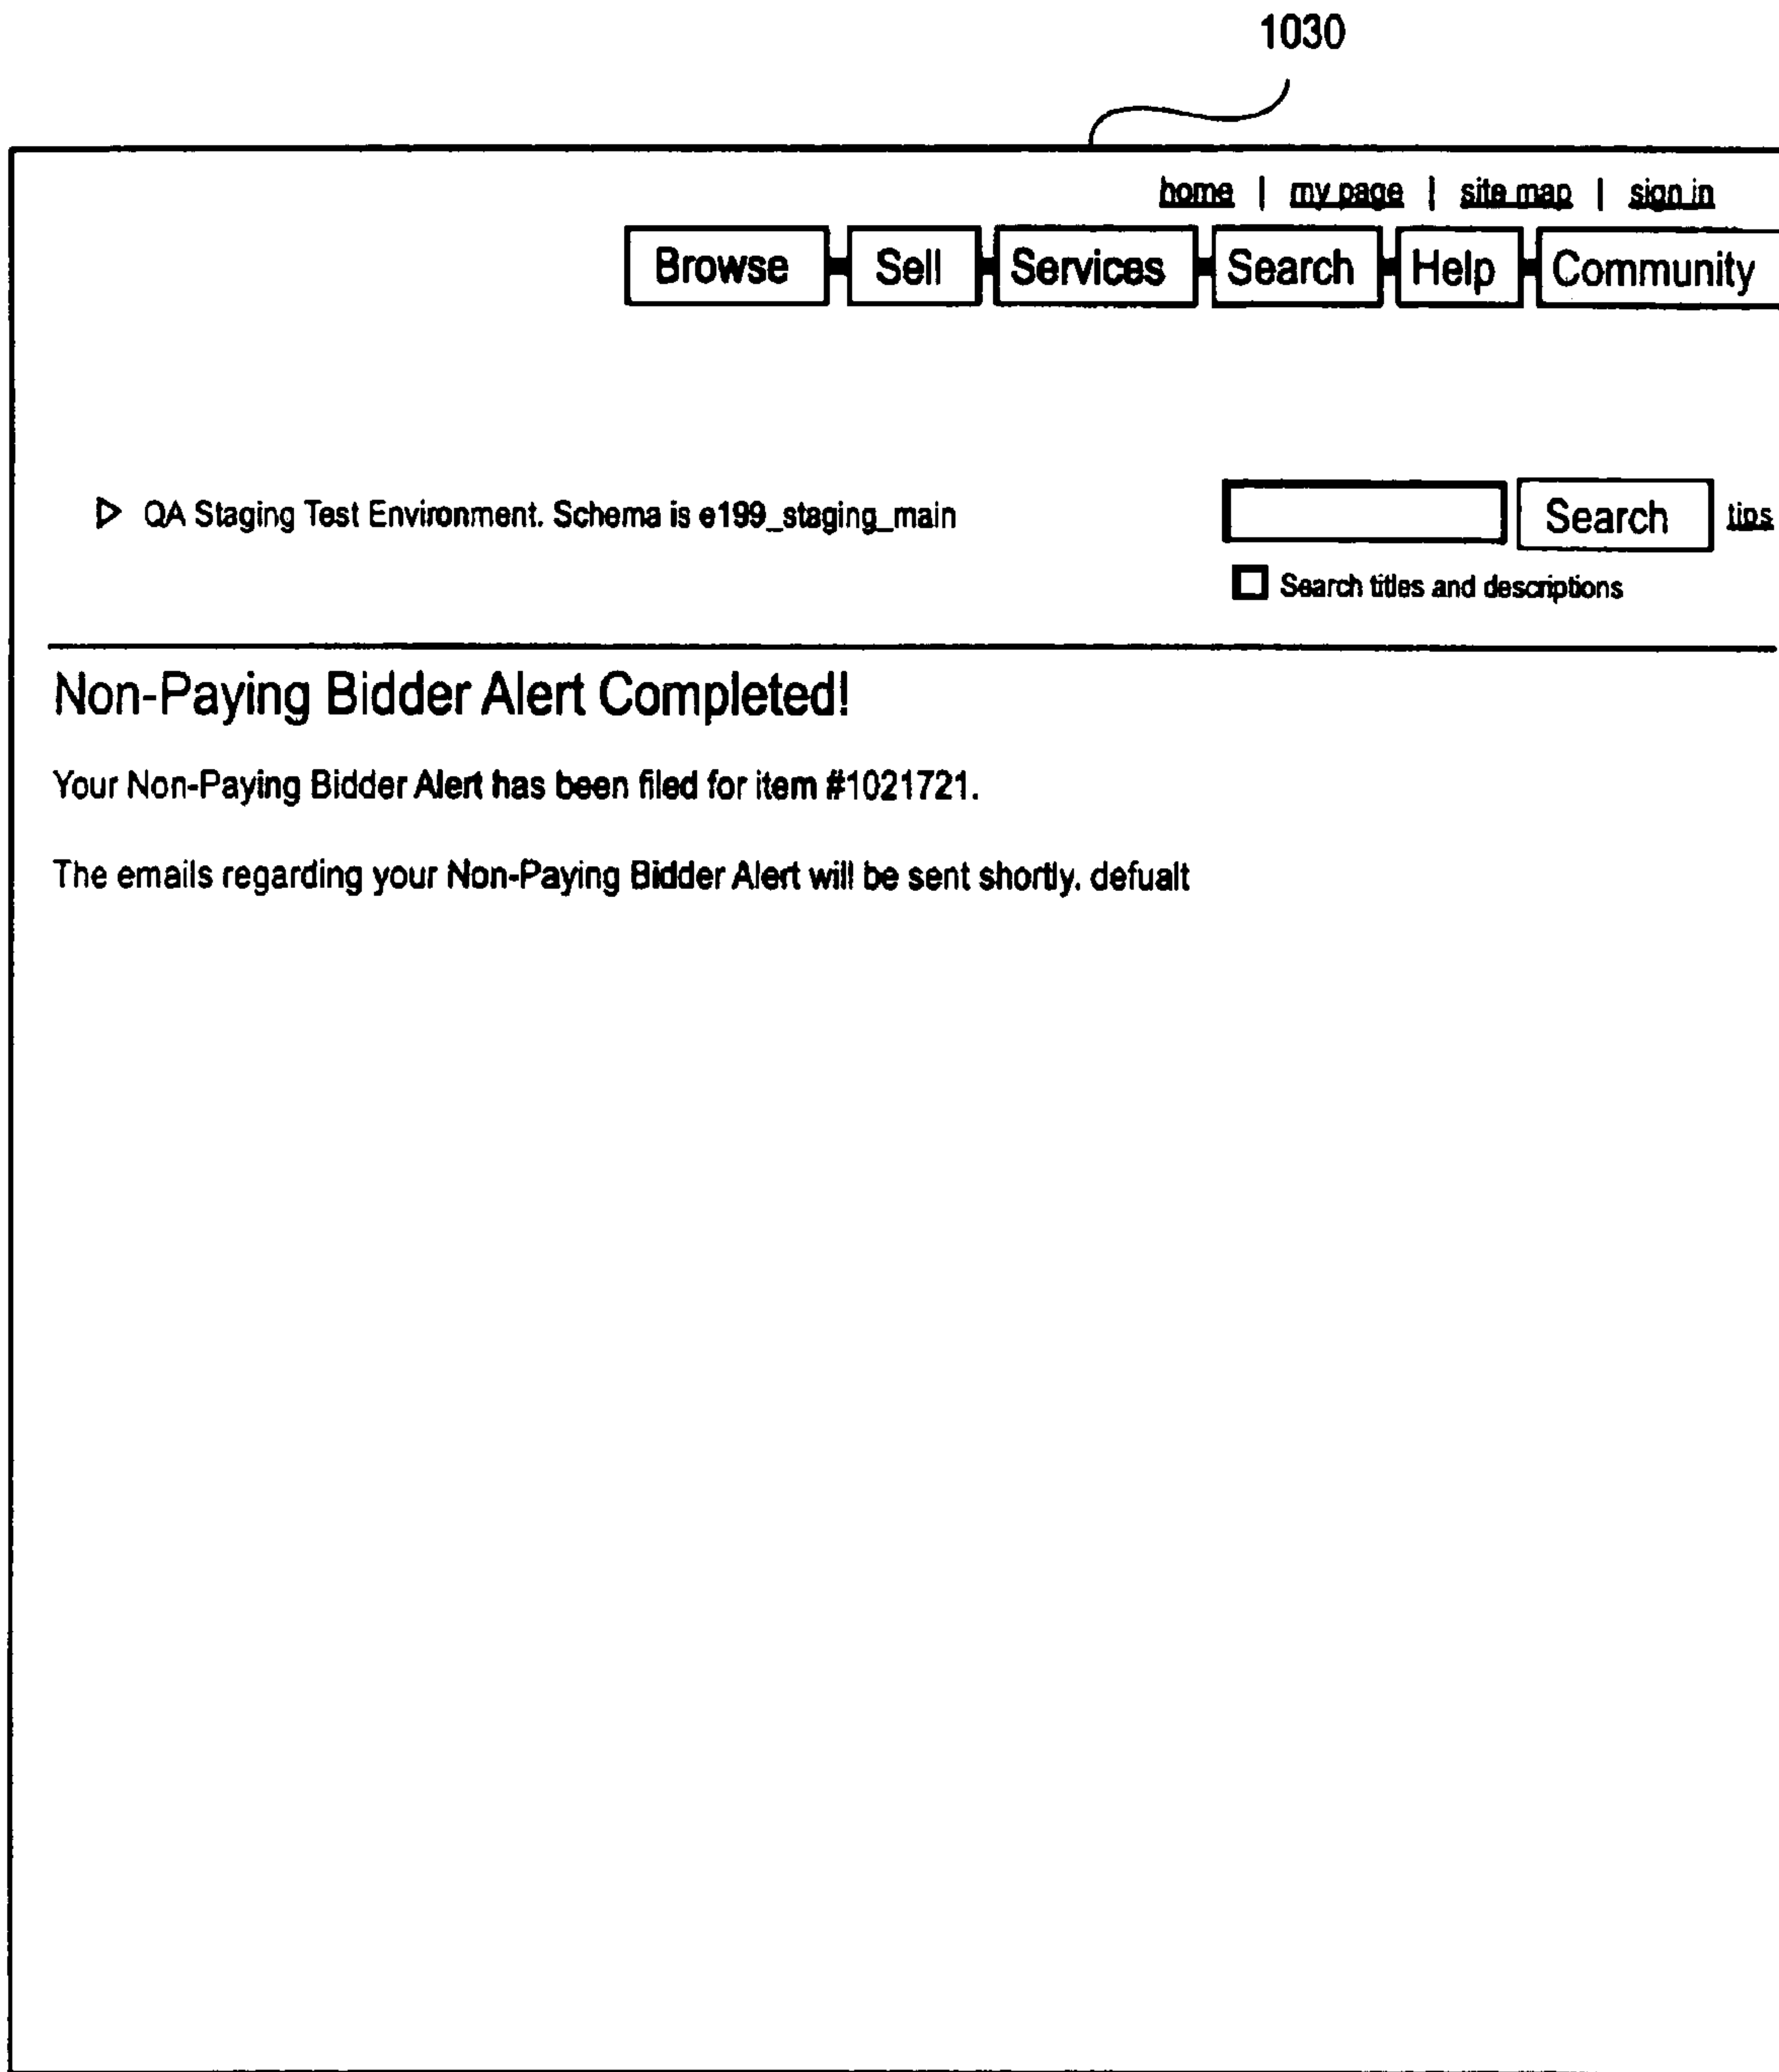 1030
home | my page | site map | sign in
Browse Sell Services Search Help Community
QA Staging Test Environment. Schema is e199_staging_main
Search tips
Search titles and descriptions
Non-Paying Bidder Alert Completed!
Your Non-Paying Bidder Alert has been filed for item #1021721.
The emails regarding your Non-Paying Bidder Alert will be sent shortly. defualt